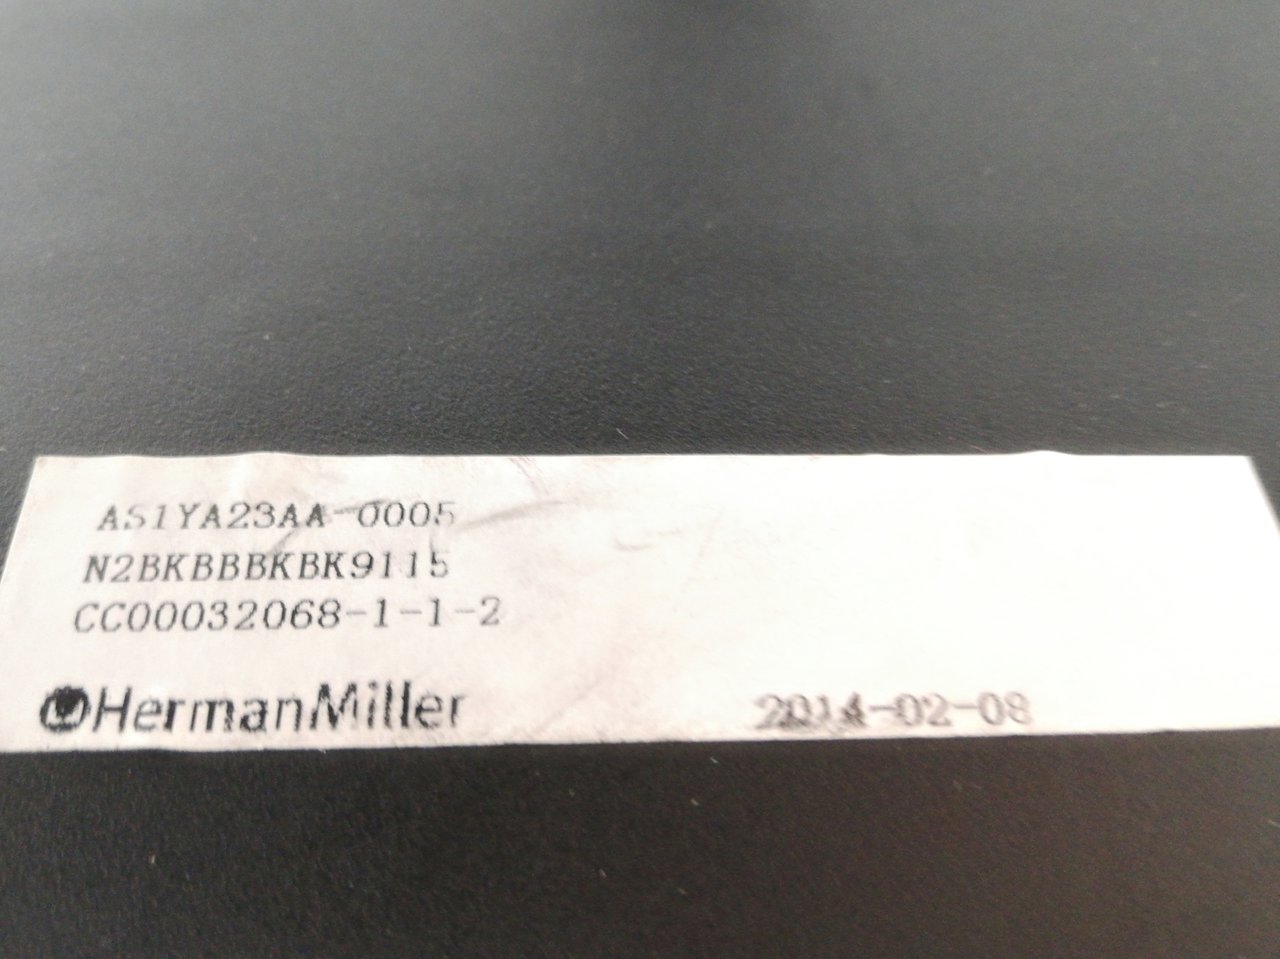 AS1YA23AA-0005
N2BKBBBKBK9115
CC00032068-1-1-2
HermanMiller 2014-02-08